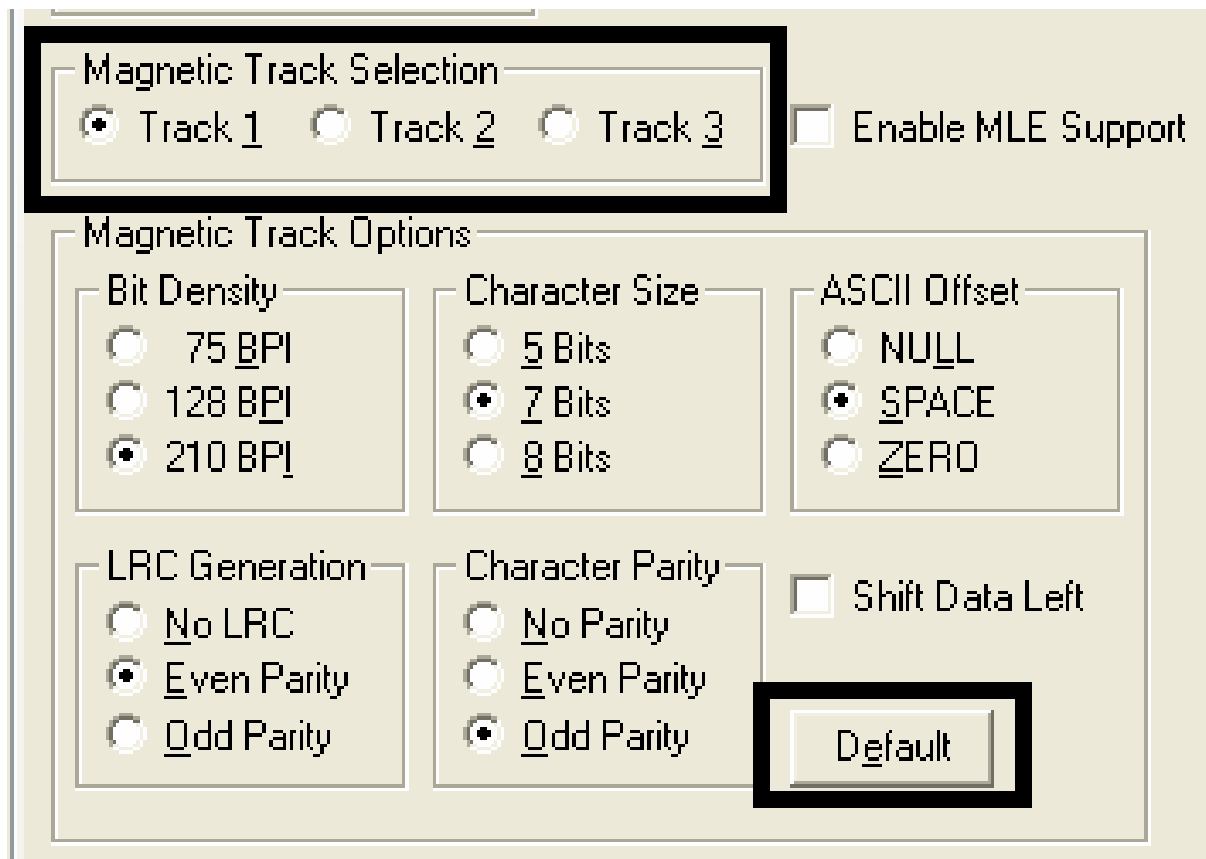 Magnetic Track Selection
Track 1 Track 2 Track 3
Enable MLE Support
Magnetic Track Options
Bit Density
75 BPI
128 BPI
210 BPI
Character Size
5 Bits
7 Bits
8 Bits
ASCII Offset
NULL
SPACE
ZERO
LRC Generation
No LRC
Even Parity
Odd Parity
Character Parity
No Parity
Even Parity
Odd Parity
Shift Data Left
Default